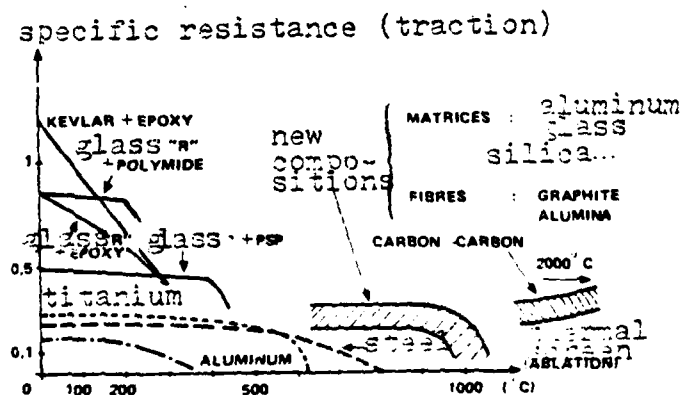 specific resistance (traction)
KEVLAR + EPOXY
glass "R"
+ POLYMIDE
1
new
compo-
sitions
MATRICES : aluminum
glass
silica...
FIBRES : GRAPHITE
ALUMINA
glass "R"
+ EPOXY
glass + PSP
CARBON - CARBON
2000° C
0.5
titanium
steel
ALUMINUM
0.1
ABLATION
0 100 200 500 1000 (°C)